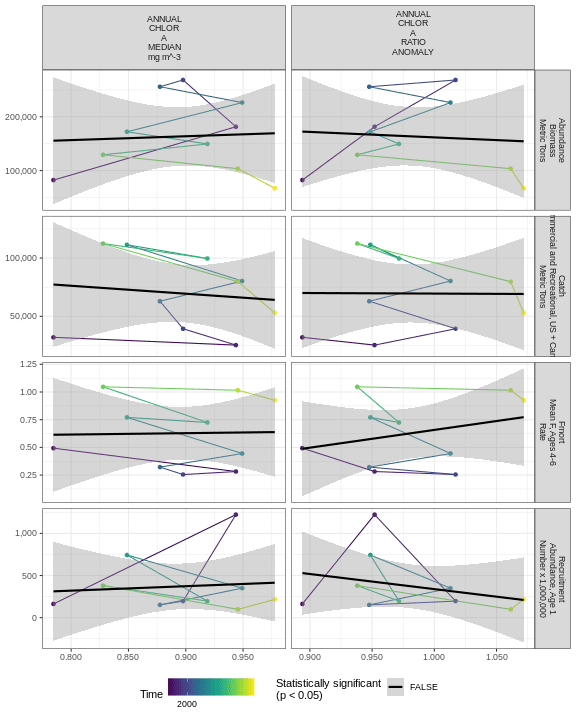 ANNUAL
CHLOR
A
MEDIAN
mg m^-3
ANNUAL
CHLOR
A
RATIO
ANOMALY
200,000
100,000
Abundance
Biomass
Metric Tons
100,000
50,000
Catch
mmercial and Recreational, US + Can
Metric Tons
1.25
1.00
0.75
0.50
0.25
Fmort
Mean F, Ages 4-6
Rate
1,000
500
0
Recruitment
Abundance, Age 1
Number x 1,000,000
0.800
0.850
0.900
0.950
0.900
0.950
1.000
1.050
Time
2000
Statistically significant
(p < 0.05)
FALSE